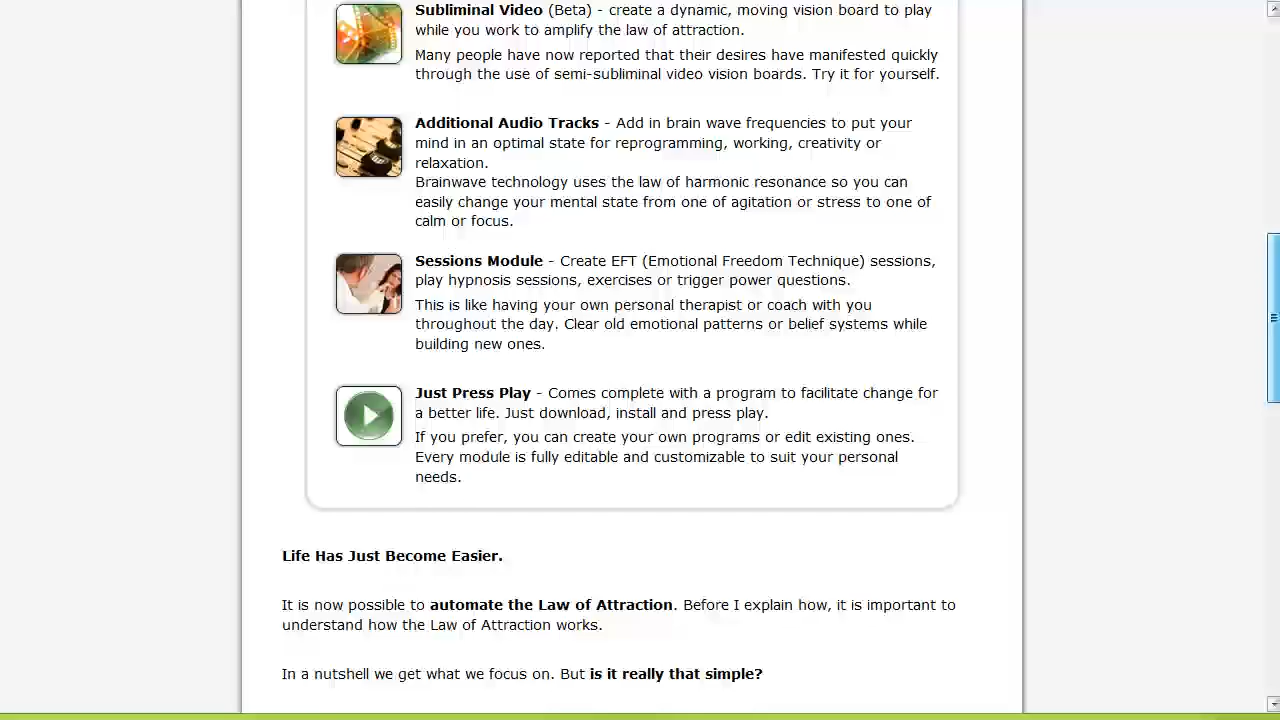 Subliminal Video (Beta) - create a dynamic, moving vision board to play
while you work to amplify the law of attraction.
Many people have now reported that their desires have manifested quickly
through the use of semi-subliminal video vision boards. Try it for yourself.
Additional Audio Tracks - Add in brain wave frequencies to put your
mind in an optimal state for reprogramming, working, creativity or
relaxation.
Brainwave technology uses the law of harmonic resonance so you can
easily change your mental state from one of agitation or stress to one of
calm or focus.
Sessions Module - Create EFT (Emotional Freedom Technique) sessions,
play hypnosis sessions, exercises or trigger power questions.
This is like having your own personal therapist or coach with you
throughout the day. Clear old emotional patterns or belief systems while
building new ones.
Just Press Play - Comes complete with a program to facilitate change for
a better life. Just download, install and press play.
If you prefer, you can create your own programs or edit existing ones.
Every module is fully editable and customizable to suit your personal
needs.
Life Has Just Become Easier.
It is now possible to automate the Law of Attraction. Before I explain how, it is important to
understand how the Law of Attraction works.
In a nutshell we get what we focus on. But is it really that simple?